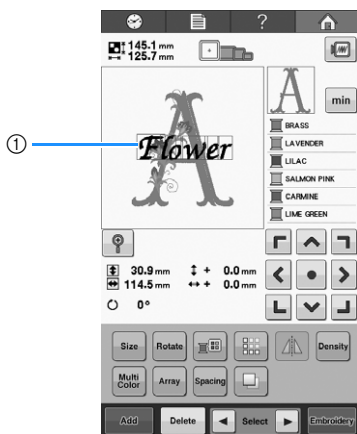 ?
145.1 mm
125.7 mm
A
A
min
BRASS
LAVENDER
LILAC
SALMON PINK
CARMINE
LIME GREEN
① Flower
30.9 mm + 0.0 mm
114.5 mm + 0.0 mm
0°
Size Rotate Density
Multi Color Array Spacing
Add Delete Select Embroidery